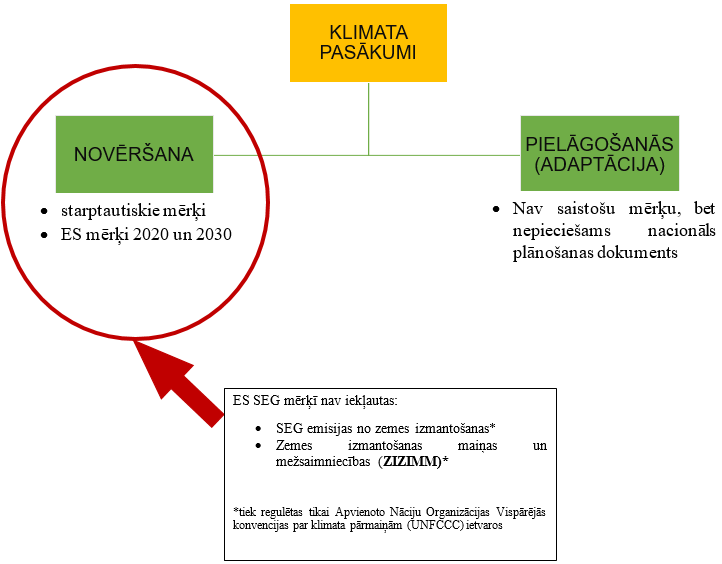 KLIMATA
PASĀKUMI
NOVĒRŠANA
• starptautiskie mērķi
• ES mērķi 2020 un 2030
PIELĀGOŠANĀS
(ADAPTĀCIJA)
• Nav saistošu mērķu, bet
nepieciešams nacionāls
plānošanas dokuments
ES SEG mērķī nav iekļautas:
• SEG emisijas no zemes izmantošanas*
• Zemes izmantošanas maiņas un
mežsaimniecības (ZIZIMM)*
*tiek regulētas tikai Apvienoto Nāciju Organizācijas Vispārējās
konvencijas par klimata pārmaiņām (UNFCCC) ietvaros